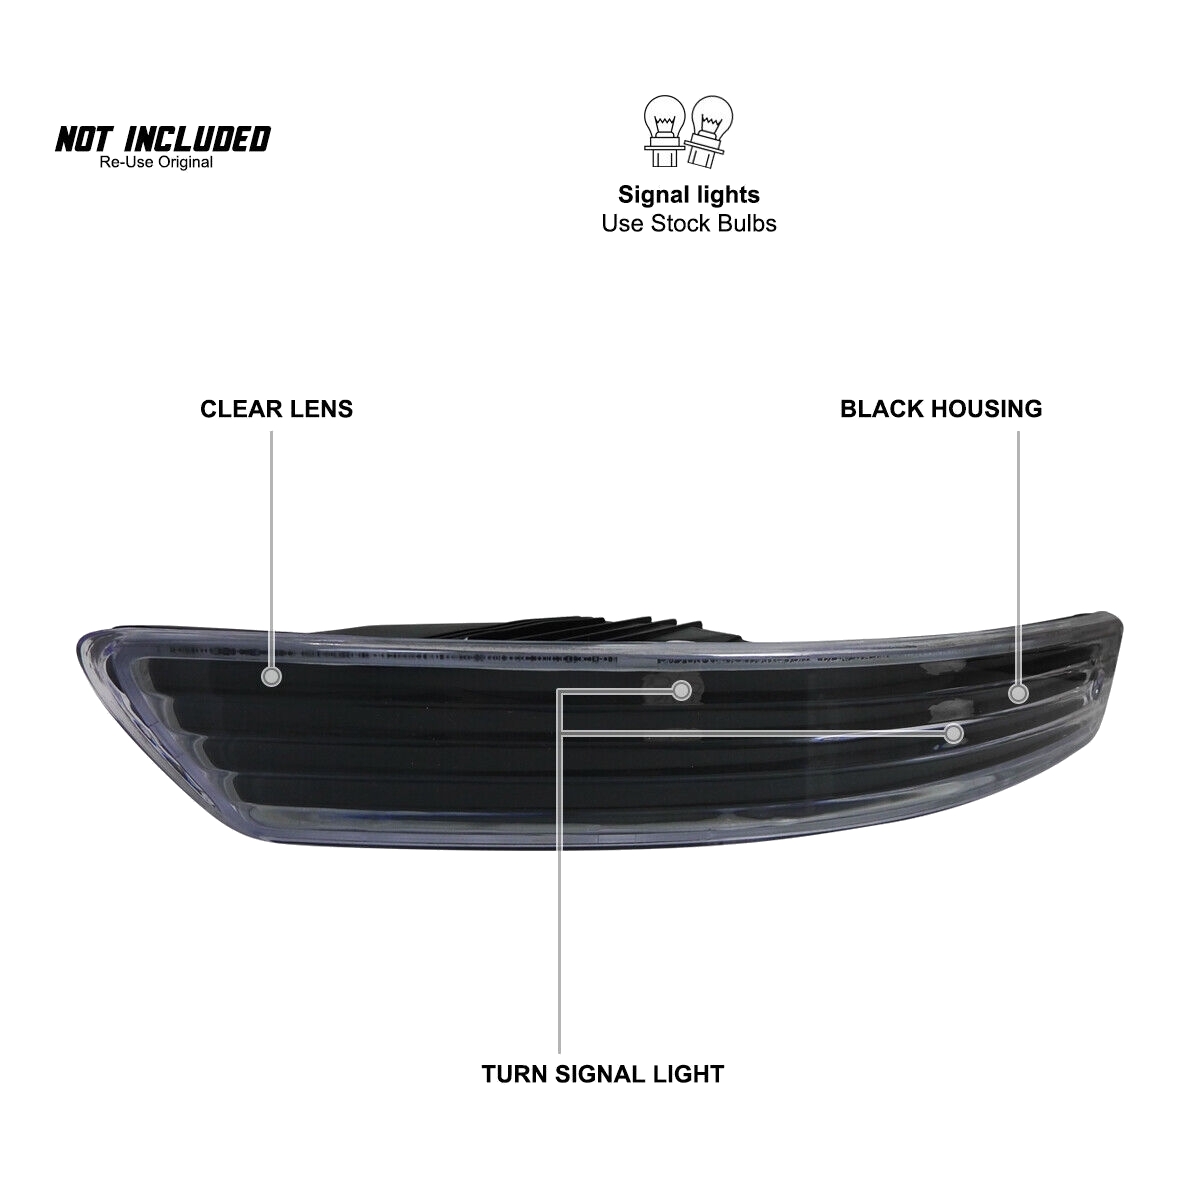 NOT INCLUDED
Re-Use Original
Signal lights
Use Stock Bulbs
CLEAR LENS
BLACK HOUSING
TURN SIGNAL LIGHT